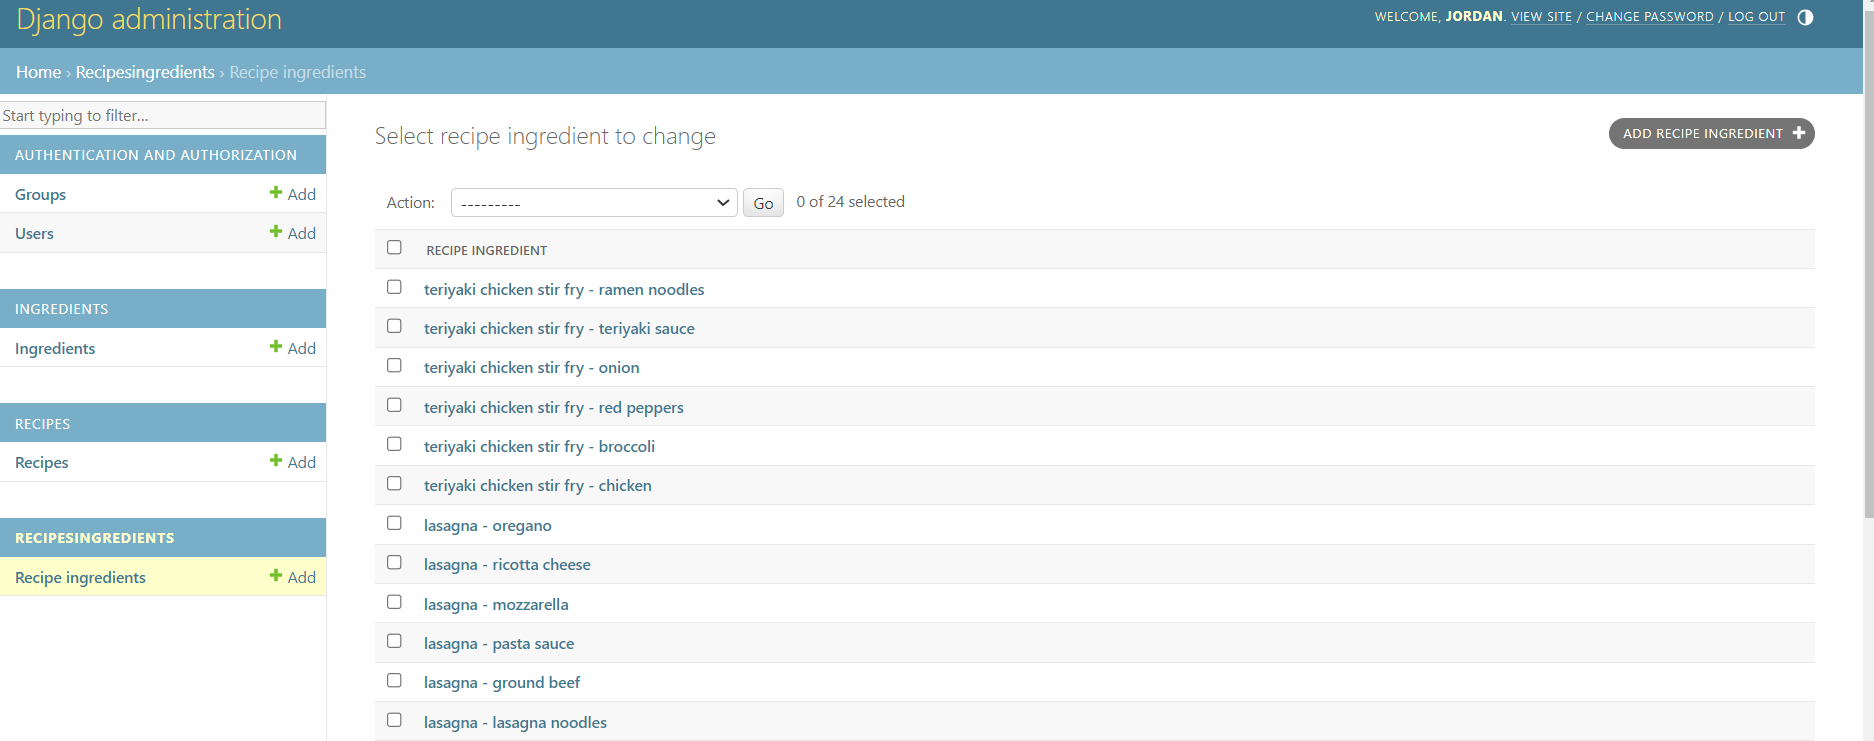 Django administration
WELCOME, JORDAN. VIEW SITE / CHANGE PASSWORD / LOG OUT
Home › Recipesingredients › Recipe ingredients
Start typing to filter...
AUTHENTICATION AND AUTHORIZATION
Groups Add
Users Add
INGREDIENTS
Ingredients Add
RECIPES
Recipes Add
RECIPESINGREDIENTS
Recipe ingredients Add
Select recipe ingredient to change
ADD RECIPE INGREDIENT
Action: --------- Go 0 of 24 selected
RECIPE INGREDIENT
teriyaki chicken stir fry - ramen noodles
teriyaki chicken stir fry - teriyaki sauce
teriyaki chicken stir fry - onion
teriyaki chicken stir fry - red peppers
teriyaki chicken stir fry - broccoli
teriyaki chicken stir fry - chicken
lasagna - oregano
lasagna - ricotta cheese
lasagna - mozzarella
lasagna - pasta sauce
lasagna - ground beef
lasagna - lasagna noodles